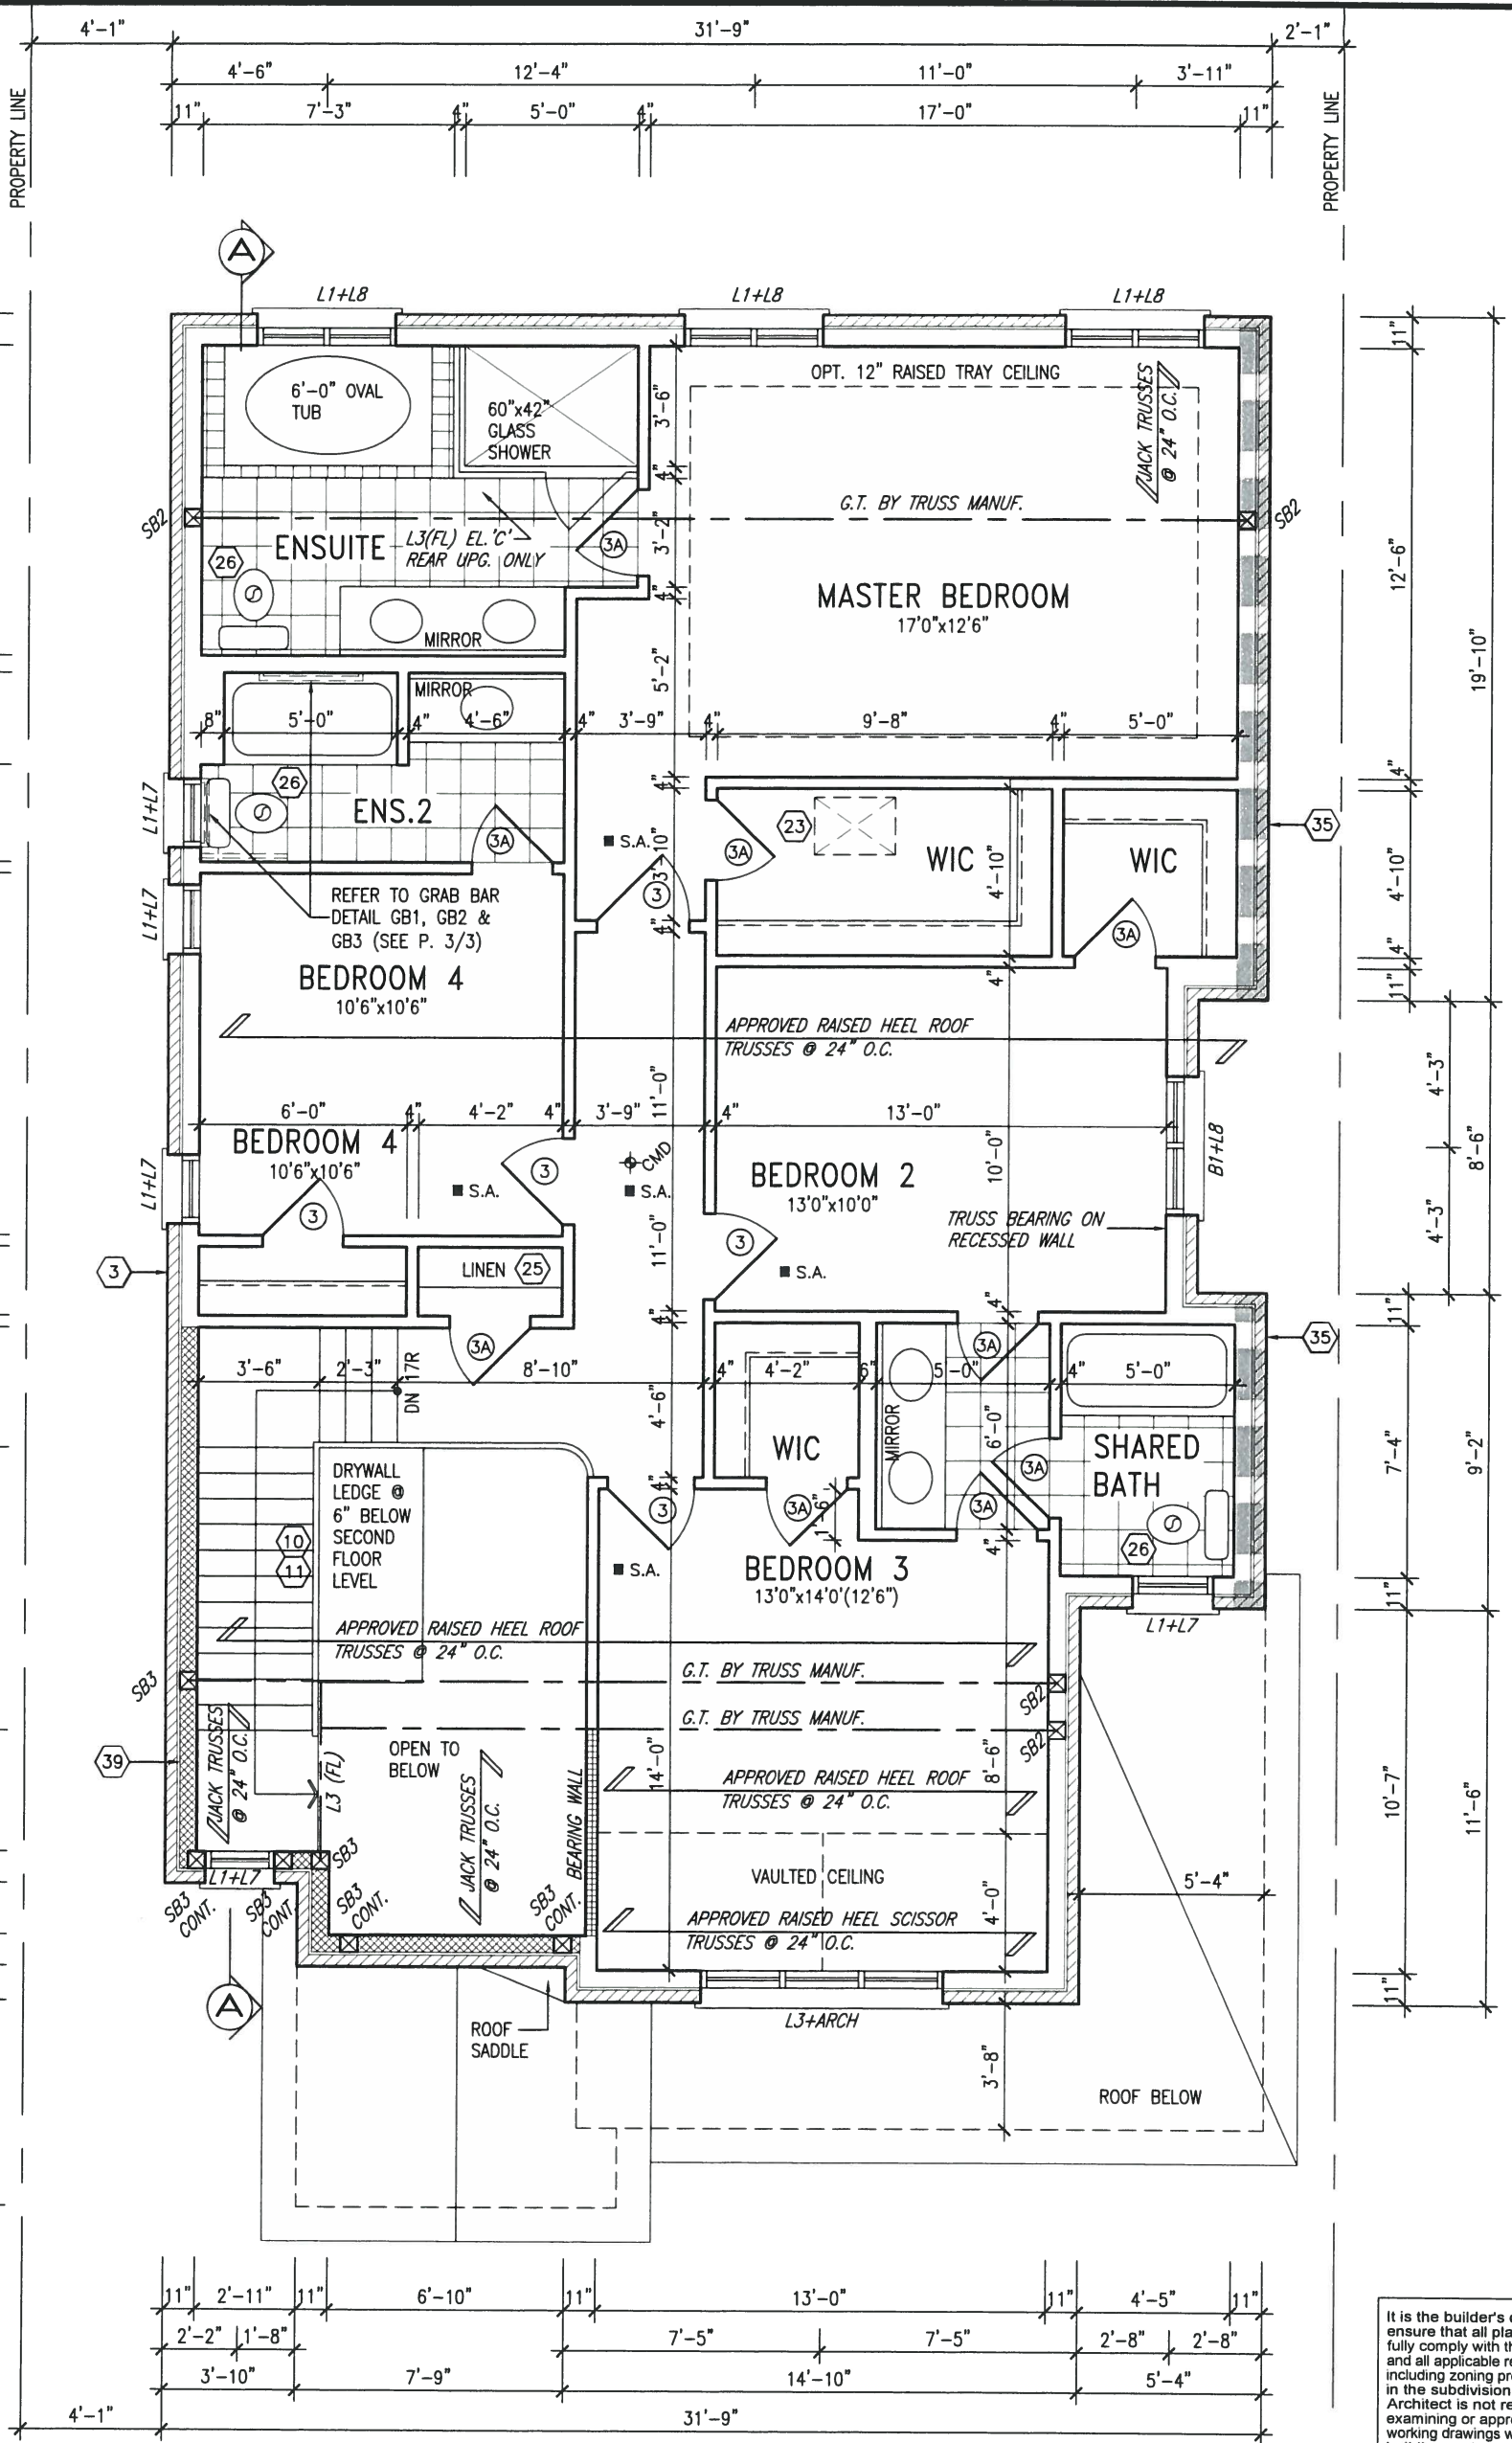 4'-1" 31'-9" 2'-1"
4'-6" 12'-4" 11'-0" 3'-11"
11" 7'-3" 4" 5'-0" 4" 17'-0" 11"
PROPERTY LINE
PROPERTY LINE
A
L1+L8 L1+L8 L1+L8
6'-0" OVAL
TUB
60"x42"
GLASS
SHOWER
3'-6"
OPT. 12" RAISED TRAY CEILING
JACK TRUSSES
@ 24" O.C.
11"
4"
SB2
G.T. BY TRUSS MANUF.
SB2
ENSUITE
L3(FL) EL.'C'
REAR UPG. ONLY
3A
3'-2"
26
4"
MASTER BEDROOM
17'0"x12'6"
12'-6"
19'-10"
MIRROR
5'-2"
MIRROR
8" 5'-0" 4" 4'-6" 4" 3'-9" 4" 9'-8" 4" 5'-0"
4"
4"
L1+L7
26
ENS.2
3A
S.A.
3'-10"
3
3A
23
WIC
4'-10"
WIC
3A
35
4'-10"
L1+L7
REFER TO GRAB BAR
DETAIL GB1, GB2 &
GB3 (SEE P. 3/3)
4"
4"
4"
11"
BEDROOM 4
10'6"x10'6"
APPROVED RAISED HEEL ROOF
TRUSSES @ 24" O.C.
11'-0"
4'-3"
6'-0" 4" 4'-2" 4" 3'-9" 4" 13'-0"
BEDROOM 4
10'6"x10'6"
L1+L7
3
S.A.
3
CMD
S.A.
10'-0"
BEDROOM 2
13'0"x10'0"
B1+L8
8'-6"
TRUSS BEARING ON
RECESSED WALL
4'-3"
11'-0"
3
S.A.
3
LINEN 25
4"
4"
11"
3A
3A
35
3'-6" 2'-3" 8'-10" 4" 4'-2" 6" 5'-0" 4" 5'-0"
DN 17R
4'-6"
WIC
MIRROR
6'-0"
SHARED
BATH
3A
7'-4"
9'-2"
DRYWALL
LEDGE @
6" BELOW
SECOND
FLOOR
LEVEL
10
11
4"
3
3A
1'-6"
3A
4"
26
S.A.
BEDROOM 3
13'0"x14'0'(12'6")
11"
L1+L7
APPROVED RAISED HEEL ROOF
TRUSSES @ 24" O.C.
SB3
G.T. BY TRUSS MANUF.
SB2
G.T. BY TRUSS MANUF.
SB2
39
JACK TRUSSES
@ 24" O.C.
L3 (FL)
OPEN TO
BELOW
JACK TRUSSES
@ 24" O.C.
BEARING WALL
14'-0"
8'-6"
APPROVED RAISED HEEL ROOF
TRUSSES @ 24" O.C.
10'-7"
11'-6"
SB3
L1+L7
VAULTED CEILING
5'-4"
SB3
CONT.
SB3
CONT.
SB3
CONT.
SB3
CONT.
4'-0"
APPROVED RAISED HEEL SCISSOR
TRUSSES @ 24" O.C.
11"
A
L3+ARCH
ROOF
SADDLE
3'-8"
ROOF BELOW
11" 2'-11" 11" 6'-10" 11" 13'-0" 11" 4'-5" 11"
2'-2" 1'-8" 7'-5" 7'-5" 2'-8" 2'-8"
3'-10" 7'-9" 14'-10" 5'-4"
4'-1" 31'-9"
It is the builder's
ensure that all
fully comply with
and all applicable
including zoning
in the subdivision
Architect is not
examining or
working drawings